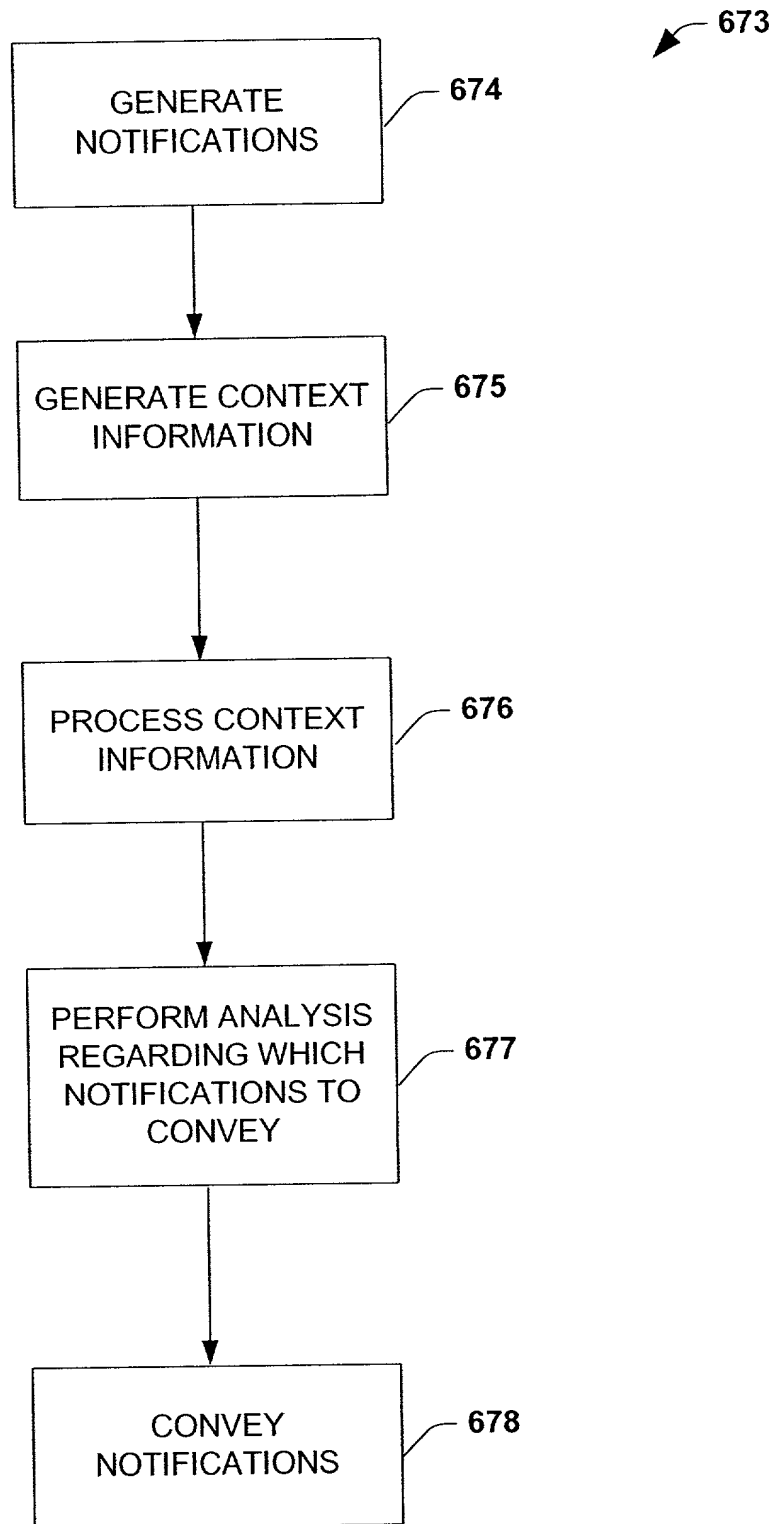 673
GENERATE
NOTIFICATIONS
674
GENERATE CONTEXT
INFORMATION
675
PROCESS CONTEXT
INFORMATION
676
PERFORM ANALYSIS
REGARDING WHICH
NOTIFICATIONS TO
CONVEY
677
CONVEY
NOTIFICATIONS
678